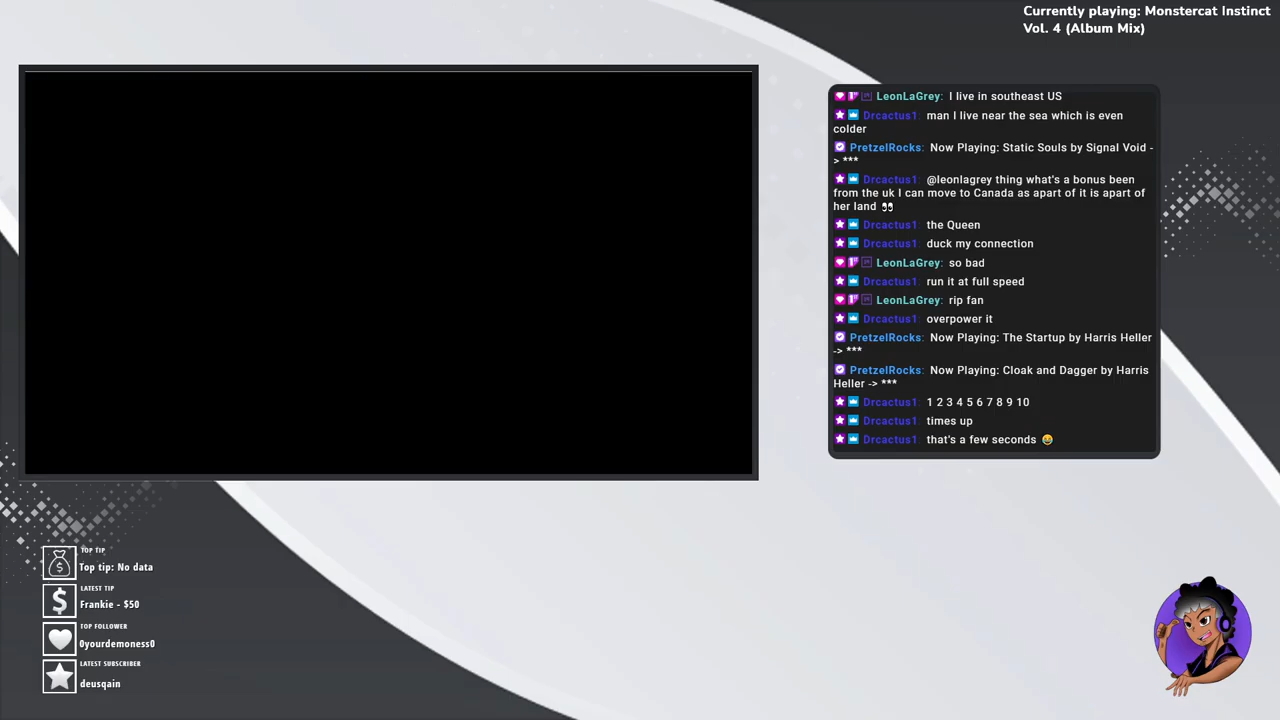 Currently playing: Monstercat Instinct
Vol. 4 (Album Mix)
LeonLaGrey: I live in southeast US
Drcactus1: man I live near the sea which is even
colder
PretzelRocks: Now Playing: Static Souls by Signal Void -
> ***
Drcactus1: @leonlagrey thing what's a bonus been
from the uk I can move to Canada as apart of it is apart of
her land 👀
Drcactus1: the Queen
Drcactus1: duck my connection
LeonLaGrey: so bad
Drcactus1: run it at full speed
LeonLaGrey: rip fan
Drcactus1: overpower it
PretzelRocks: Now Playing: The Startup by Harris Heller
-> ***
PretzelRocks: Now Playing: Cloak and Dagger by Harris
Heller -> ***
Drcactus1: 1 2 3 4 5 6 7 8 9 10
Drcactus1: times up
Drcactus1: that's a few seconds 😂
TOP TIP
Top tip: No data
LATEST TIP
Frankie - $50
TOP FOLLOWER
0yourdemoness0
LATEST SUBSCRIBER
deusqain